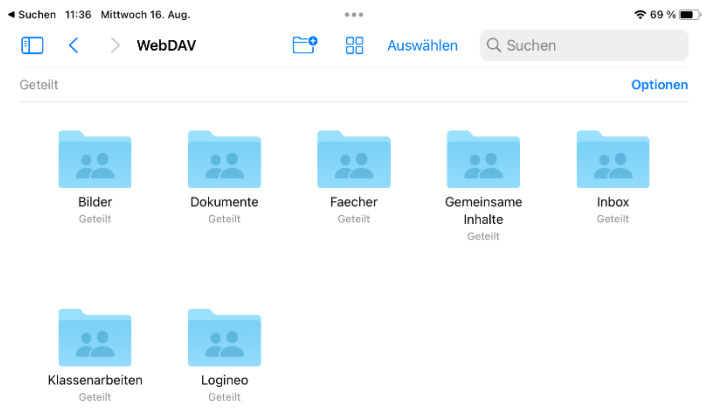 ◀ Suchen 11:36 Mittwoch 16. Aug. 69 %
WebDAV Auswählen Suchen
Geteilt Optionen
Bilder Dokumente Faecher Gemeinsame Inbox
Geteilt Geteilt Geteilt Inhalte Geteilt
Geteilt
Klassenarbeiten Logineo
Geteilt Geteilt